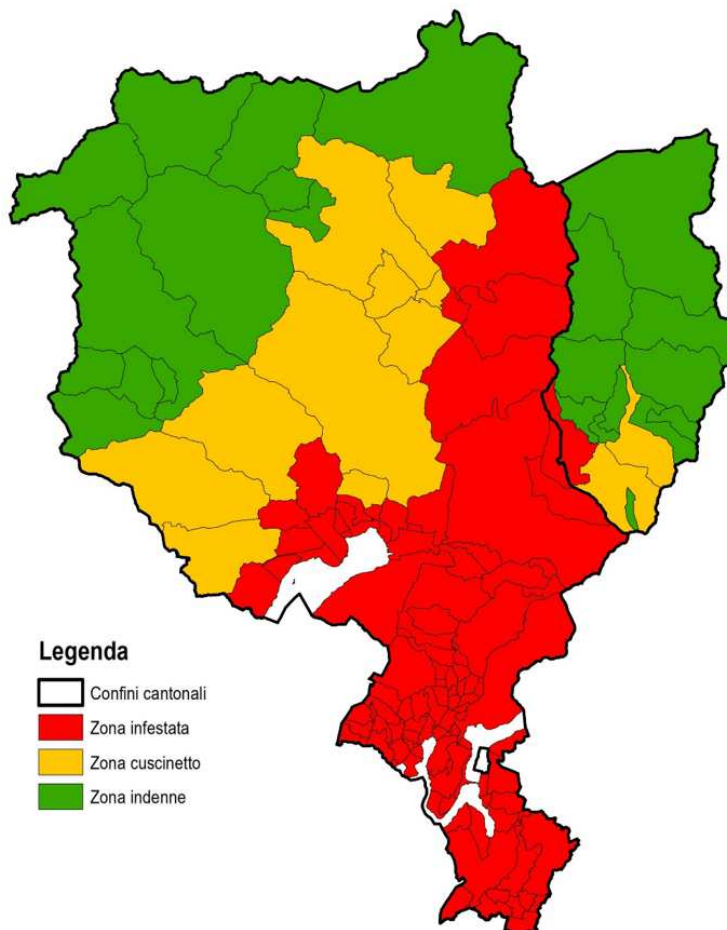 Legenda
Confini cantonali
Zona infestata
Zona cuscinetto
Zona indenne